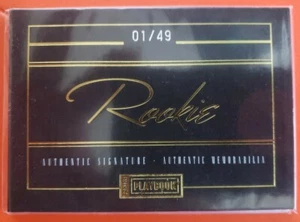 01/49
Rookie
AUTHENTIC SIGNATURE • AUTHENTIC MEMORABILIA
PLAYBOOK